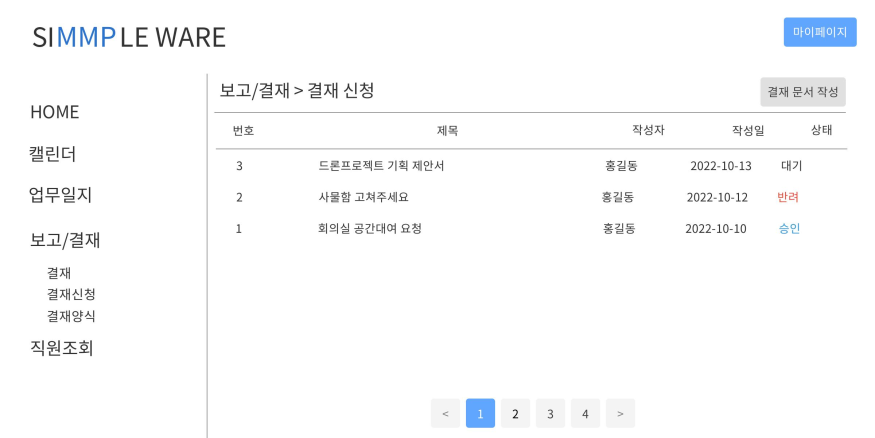 SIMMPLE WARE
마이페이지
HOME
캘린더
업무일지
보고/결재
결재
결재신청
결재양식
직원조회
보고/결재 > 결재 신청
결재 문서 작성
번호 제목 작성자 작성일 상태
3 드론프로젝트 기획 제안서 홍길동 2022-10-13 대기
2 사물함 고쳐주세요 홍길동 2022-10-12 반려
1 회의실 공간대여 요청 홍길동 2022-10-10 승인
< 1 2 3 4 >